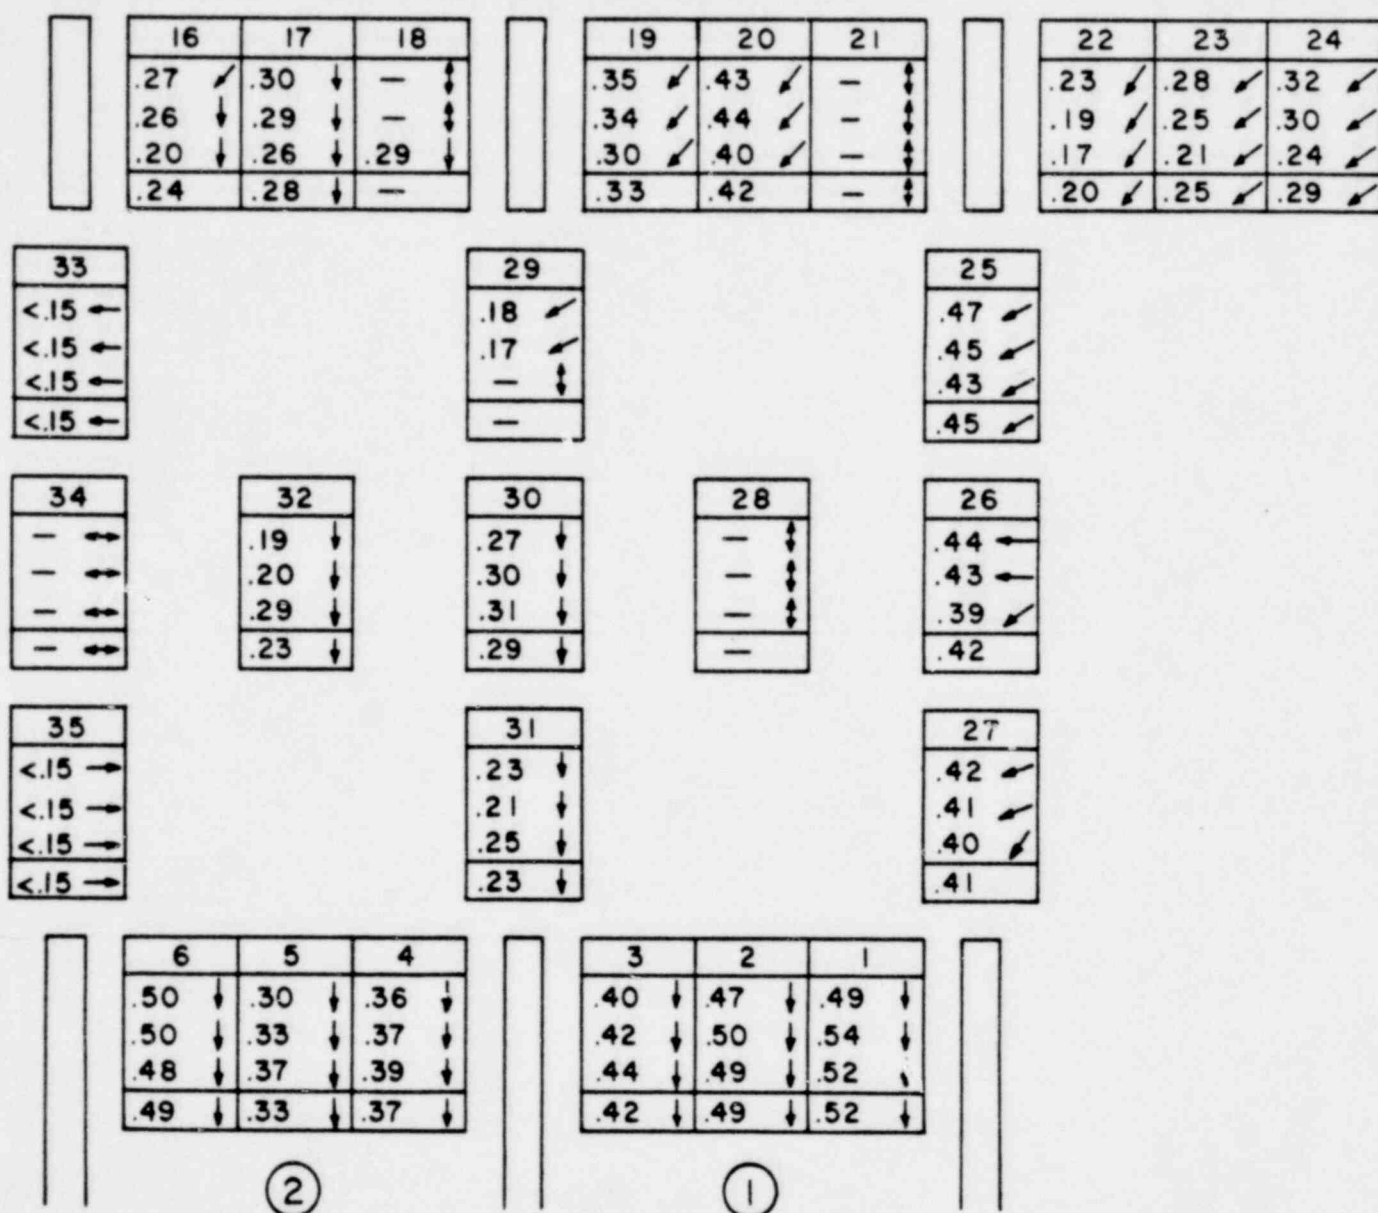 16 17 18 19 20 21 22 23 24
.27 ↙ .30 ↓ — ↕ .35 ↙ .43 ↙ — ↕ .23 ↙ .28 ↙ .32 ↙
.26 ↓ .29 ↓ — ↕ .34 ↙ .44 ↙ — ↕ .19 ↙ .25 ↙ .30 ↙
.20 ↓ .26 ↓ .29 ↓ .30 ↙ .40 ↙ — ↕ .17 ↙ .21 ↙ .24 ↙
.24 .28 ↓ — .33 .42 — ↕ .20 ↙ .25 ↙ .29 ↙
33 29 25
<.15 ← .18 ↙ .47 ↙
<.15 ← .17 ↙ .45 ↙
<.15 ← — ↕ .43 ↙
<.15 ← — .45 ↙
34 32 30 28 26
— ↔ .19 ↓ .27 ↓ — ↕ .44 ←
— ↔ .20 ↓ .30 ↓ — ↕ .43 ←
— ↔ .29 ↓ .31 ↓ — ↕ .39 ↙
— ↔ .23 ↓ .29 ↓ — .42
35 31 27
<.15 → .23 ↓ .42 ↙
<.15 → .21 ↓ .41 ↙
<.15 → .25 ↓ .40 ↙
<.15 → .23 ↓ .41
6 5 4 3 2 1
.50 ↓ .30 ↓ .36 ↓ .40 ↓ .47 ↓ .49 ↓
.50 ↓ .33 ↓ .37 ↓ .42 ↓ .50 ↓ .54 ↓
.48 ↓ .37 ↓ .39 ↓ .44 ↓ .49 ↓ .52
.49 ↓ .33 ↓ .37 ↓ .42 ↓ .49 ↓ .52 ↓
2 1